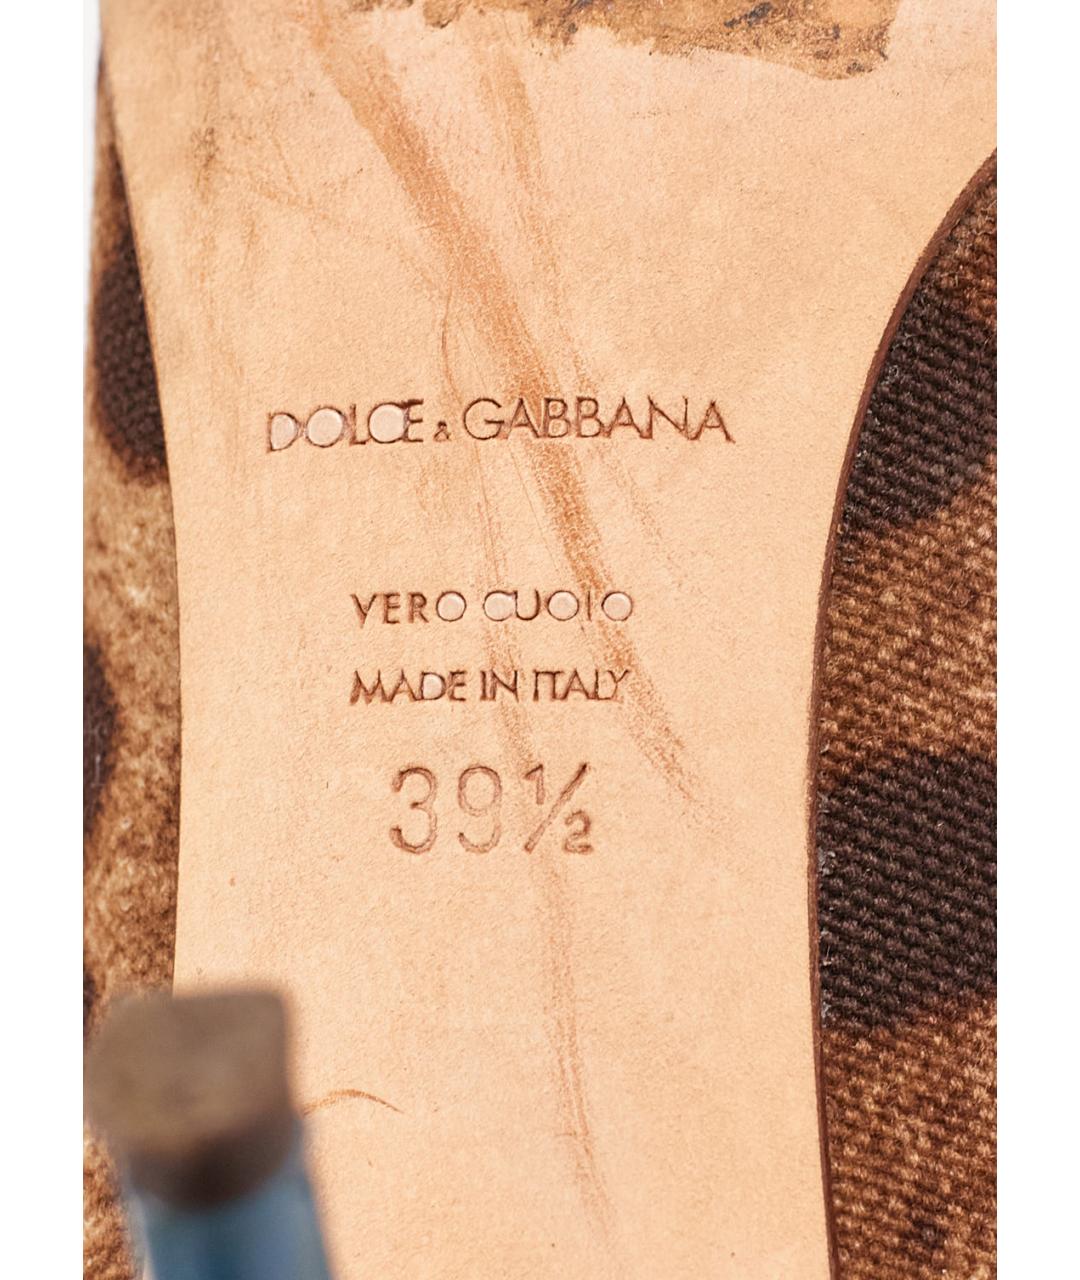 DOLCE & GABBANA
VERO CUOIO
MADE IN ITALY
39½